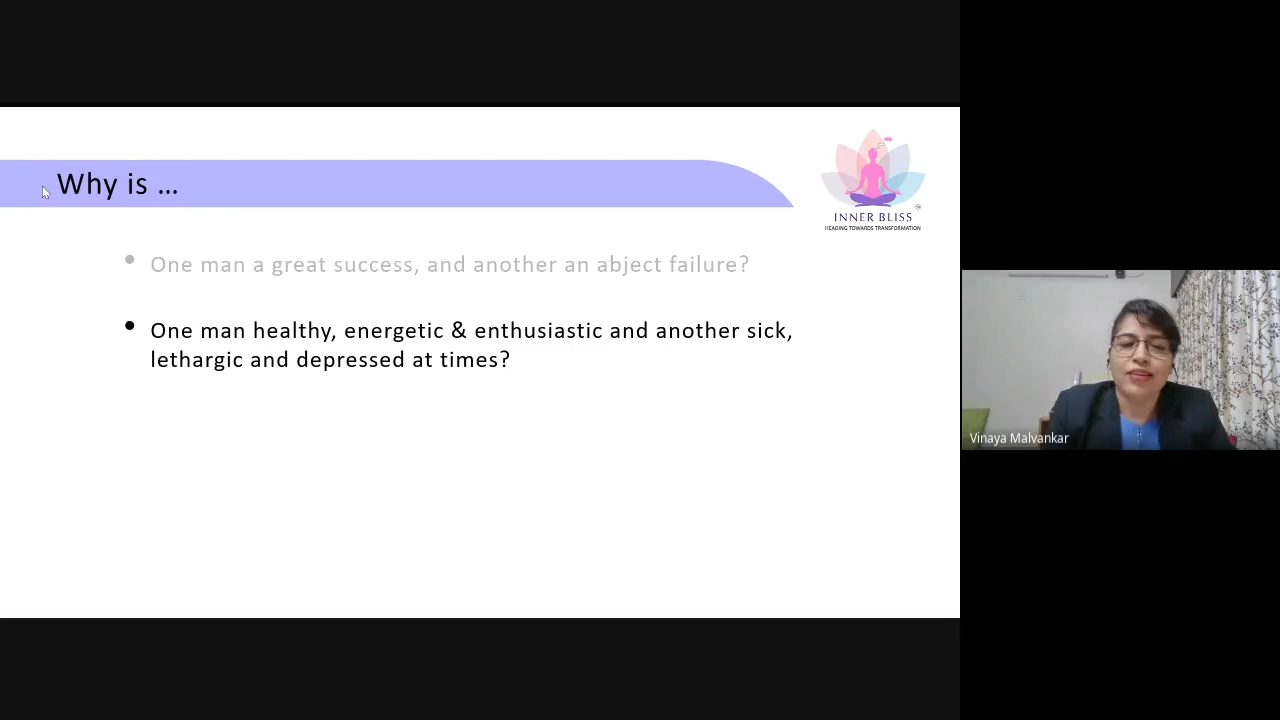 Why is ...
INNER BLISS
HEADING TOWARDS TRANSFORMATION
• One man a great success, and another an abject failure?
• One man healthy, energetic & enthusiastic and another sick,
lethargic and depressed at times?
Vinaya Malvankar